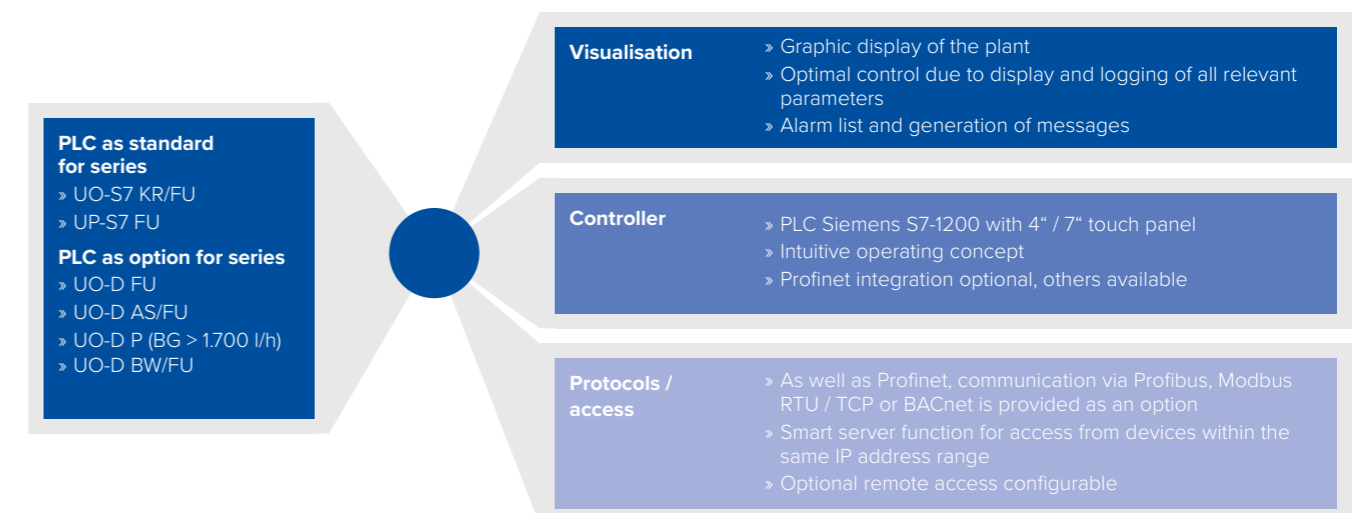 PLC as standard
for series
» UO-S7 KR/FU
» UP-S7 FU
PLC as option for series
» UO-D FU
» UO-D AS/FU
» UO-D P (BG > 1.700 l/h)
» UO-D BW/FU
Visualisation
» Graphic display of the plant
» Optimal control due to display and logging of all relevant
parameters
» Alarm list and generation of messages
Controller
» PLC Siemens S7-1200 with 4“ / 7“ touch panel
» Intuitive operating concept
» Profinet integration optional, others available
Protocols /
access
» As well as Profinet, communication via Profibus, Modbus
RTU / TCP or BACnet is provided as an option
» Smart server function for access from devices within the
same IP address range
» Optional remote access configurable